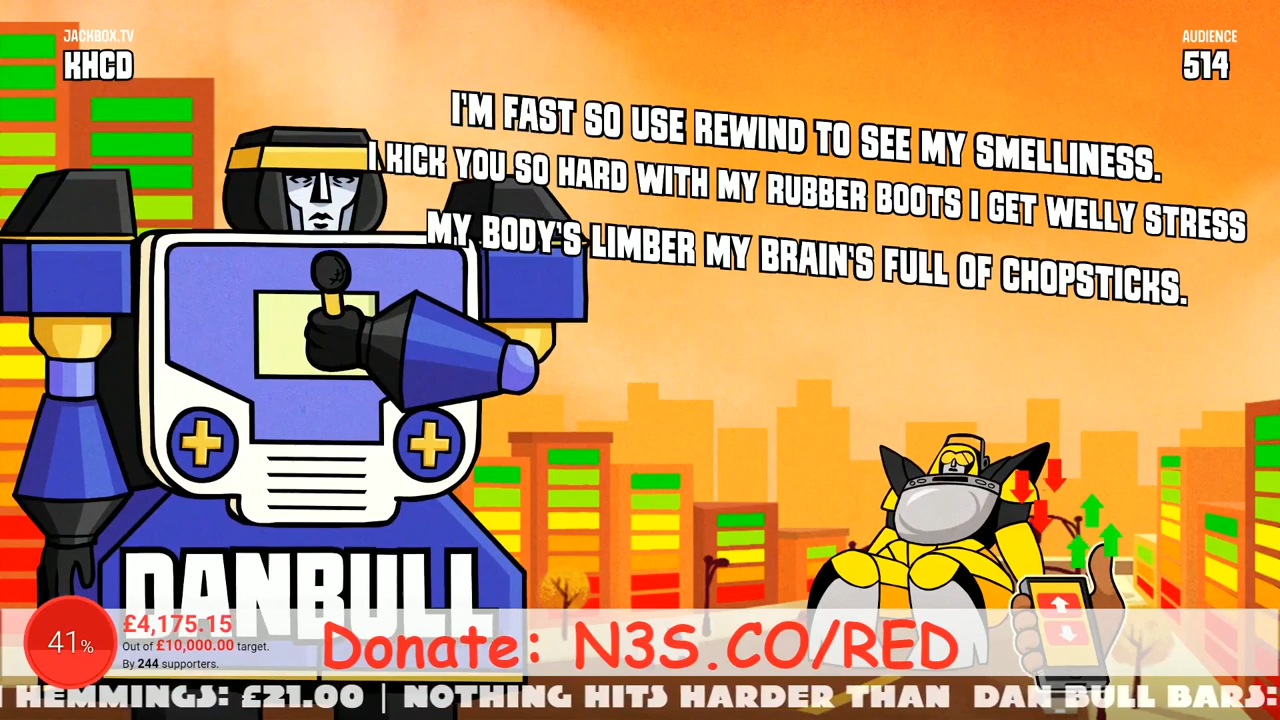 JACKBOX.TV
KHCD
AUDIENCE
514
I'M FAST SO USE REWIND TO SEE MY SMELLINESS.
I KICK YOU SO HARD WITH MY RUBBER BOOTS I GET WELLY STRESS
MY BODY'S LIMBER MY BRAIN'S FULL OF CHOPSTICKS.
DANBULL
41%
£4,175.15
Out of £10,000.00 target.
By 244 supporters.
Donate: N3S.CO/RED
HEMMINGS: £21.00 | NOTHING HITS HARDER THAN DAN BULL BARS: